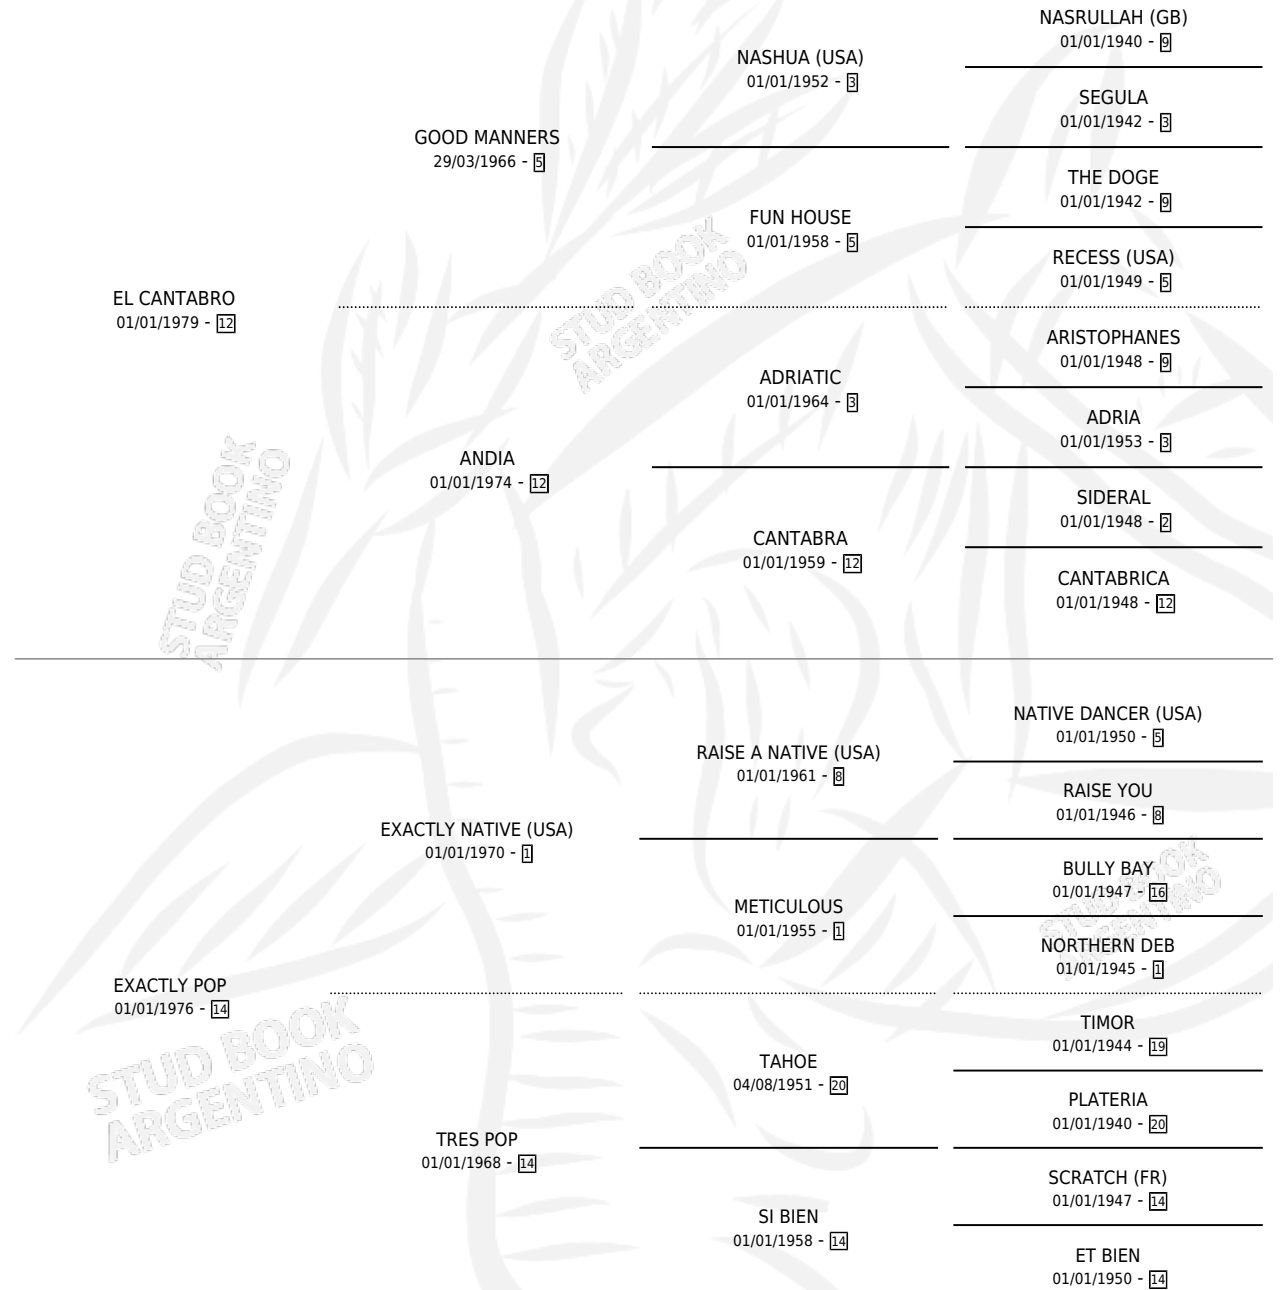 NASRULLAH (GB)
01/01/1940 - 9
NASHUA (USA)
01/01/1952 - 3
SEGULA
01/01/1942 - 3
GOOD MANNERS
29/03/1966 - 5
THE DOGE
01/01/1942 - 9
FUN HOUSE
01/01/1958 - 5
RECESS (USA)
01/01/1949 - 5
EL CANTABRO
01/01/1979 - 12
ARISTOPHANES
01/01/1948 - 9
ADRIATIC
01/01/1964 - 3
ADRIA
01/01/1953 - 3
ANDIA
01/01/1974 - 12
SIDERAL
01/01/1948 - 2
CANTABRA
01/01/1959 - 12
CANTABRICA
01/01/1948 - 12
NATIVE DANCER (USA)
01/01/1950 - 5
RAISE A NATIVE (USA)
01/01/1961 - 8
RAISE YOU
01/01/1946 - 8
EXACTLY NATIVE (USA)
01/01/1970 - 1
BULLY BAY
01/01/1947 - 16
METICULOUS
01/01/1955 - 1
NORTHERN DEB
01/01/1945 - 1
EXACTLY POP
01/01/1976 - 14
TIMOR
01/01/1944 - 19
TAHOE
04/08/1951 - 20
PLATERIA
01/01/1940 - 20
TRES POP
01/01/1968 - 14
SCRATCH (FR)
01/01/1947 - 14
SI BIEN
01/01/1958 - 14
ET BIEN
01/01/1950 - 14
STUD BOOK
ARGENTINO
STUD BOOK
ARGENTINO
STUD BOOK
ARGENTINO
STUD BOOK
ARGENTINO